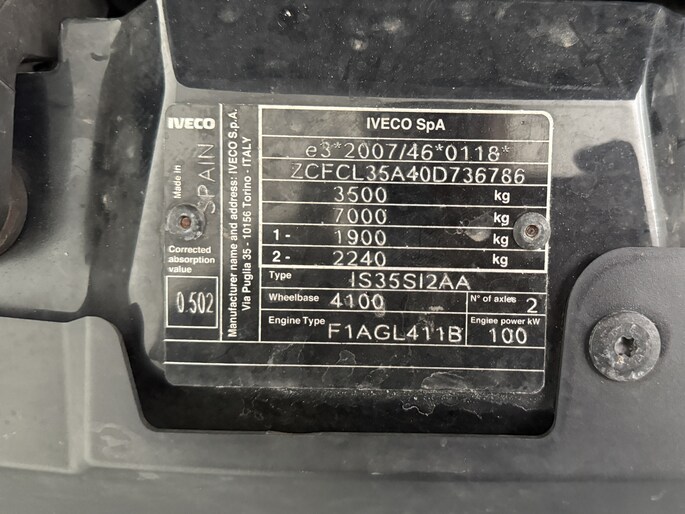 IVECO
Made in SPAIN
Corrected absorption value
0.502
Manufacturer name and address: IVECO S.p.A.
Via Puglia 35 - 10156 Torino - ITALY
IVECO SpA
e3*2007/46*0118*
ZCFCL35A40D736786
3500 kg
7000 kg
1- 1900 kg
2- 2240 kg
Type IS35SI2AA
Wheelbase 4100 N° of axles 2
Engine Type F1AGL411B Engine power kW 100